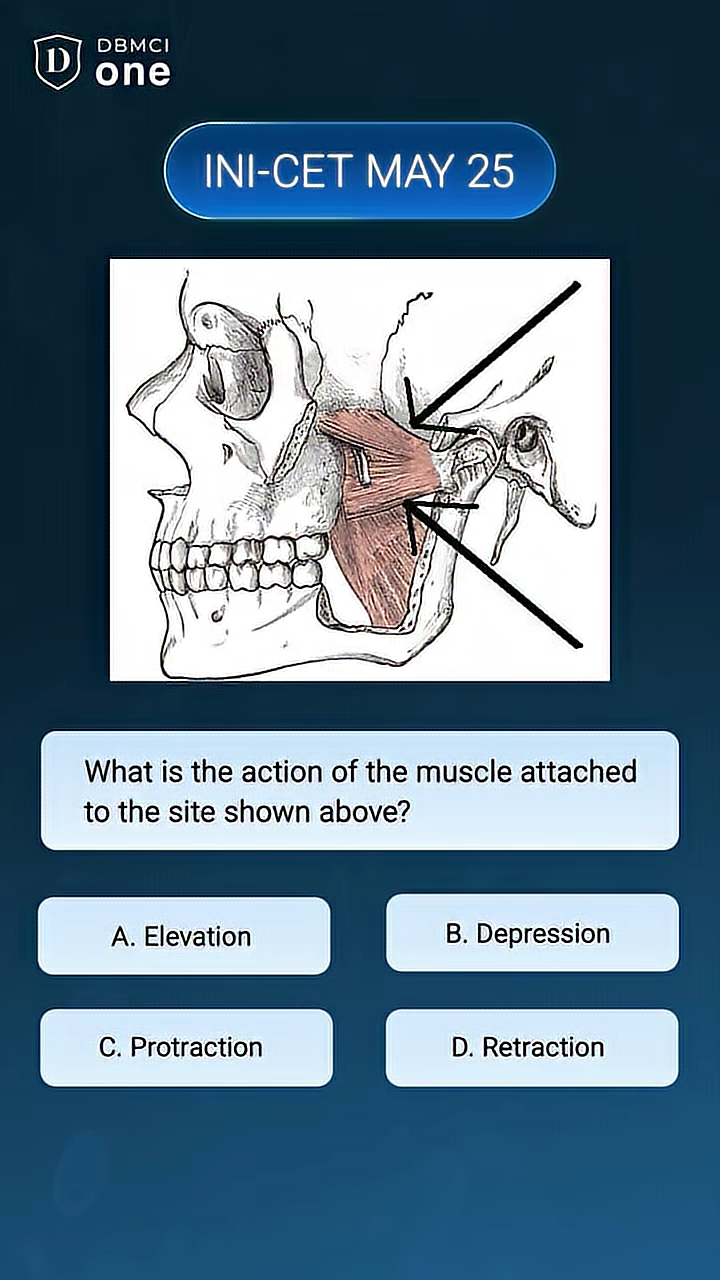 DBMCI
one
INI-CET MAY 25
What is the action of the muscle attached
to the site shown above?
A. Elevation
B. Depression
C. Protraction
D. Retraction